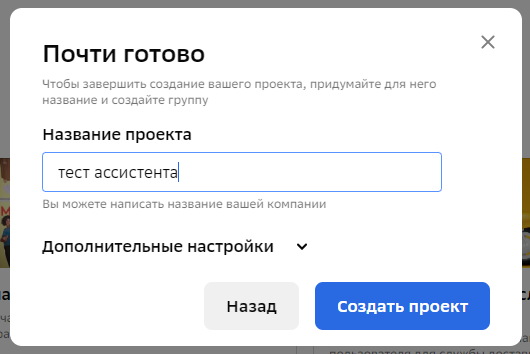 Почти готово
Чтобы завершить создание вашего проекта, придумайте для него
название и создайте группу
Название проекта
тест ассистента
Вы можете написать название вашей компании
Дополнительные настройки
Назад
Создать проект